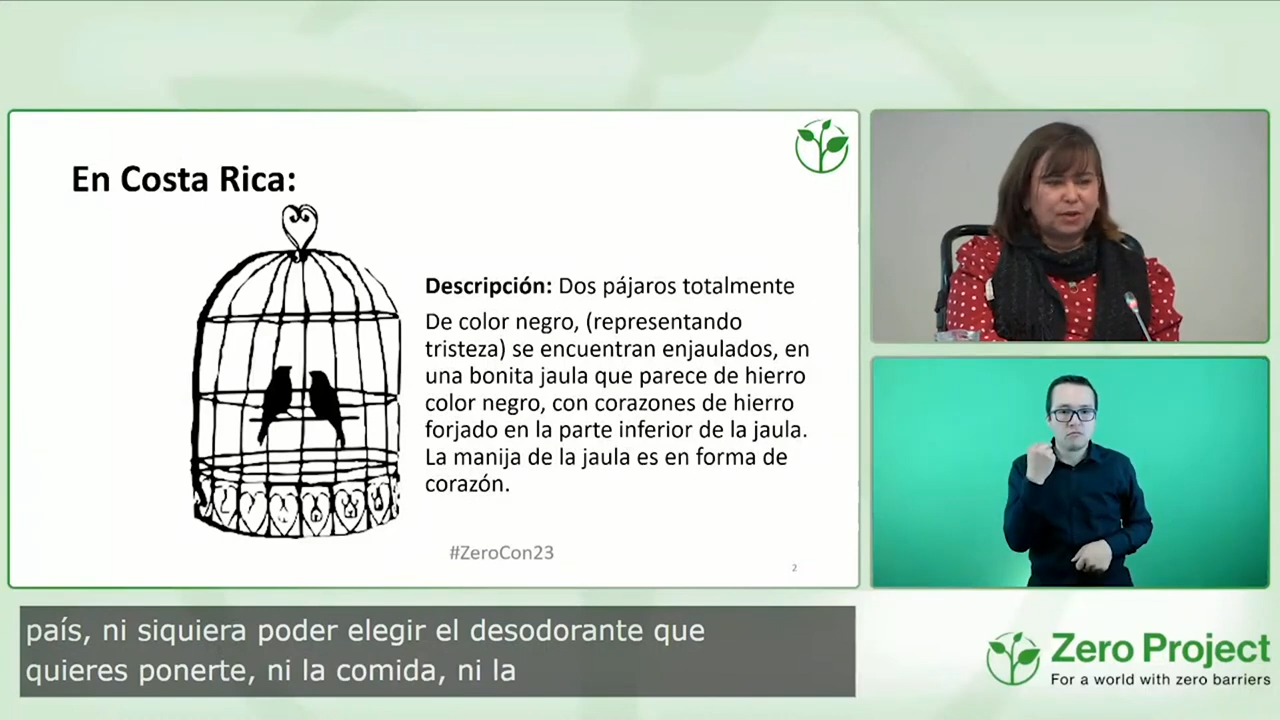 En Costa Rica:
Descripción: Dos pájaros totalmente
De color negro, (representando
tristeza) se encuentran enjaulados, en
una bonita jaula que parece de hierro
color negro, con corazones de hierro
forjado en la parte inferior de la jaula.
La manija de la jaula es en forma de
corazón.
#ZeroCon23
2
país, ni siquiera poder elegir el desodorante que
quieres ponerte, ni la comida, ni la
Zero Project
For a world with zero barriers